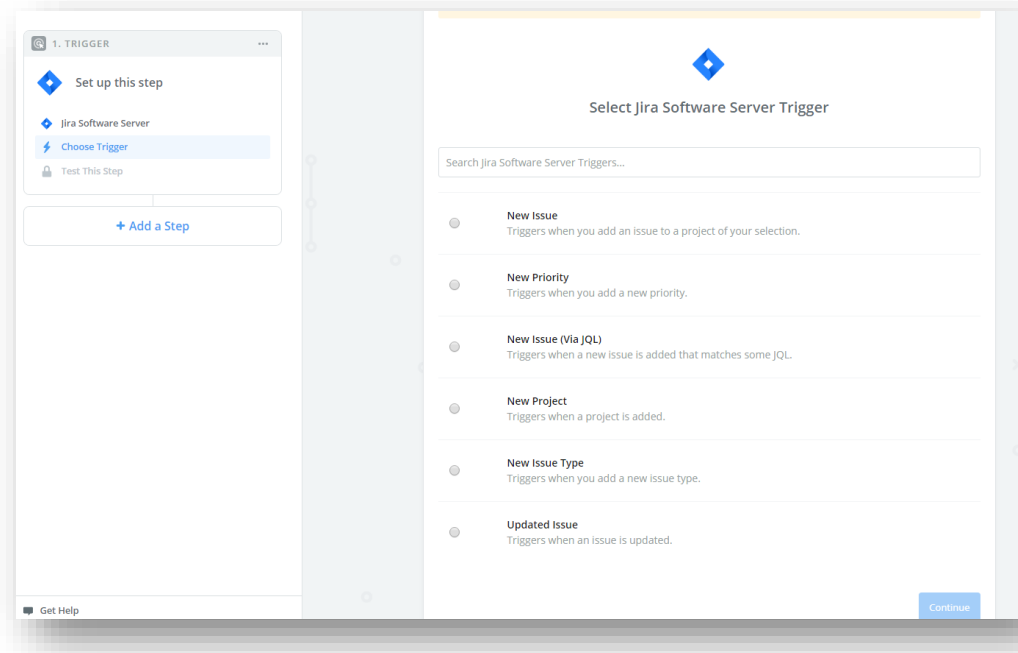 1. TRIGGER
Set up this step
Jira Software Server
Choose Trigger
Test This Step
+ Add a Step
Get Help
Select Jira Software Server Trigger
Search Jira Software Server Triggers...
New Issue
Triggers when you add an issue to a project of your selection.
New Priority
Triggers when you add a new priority.
New Issue (Via JQL)
Triggers when a new issue is added that matches some JQL.
New Project
Triggers when a project is added.
New Issue Type
Triggers when you add a new issue type.
Updated Issue
Triggers when an issue is updated.
Continue